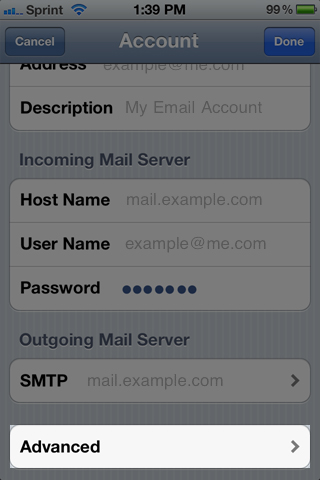 Sprint 1:39 PM 99%
Cancel Account Done
Address example@me.com
Description My Email Account
Incoming Mail Server
Host Name mail.example.com
User Name example@me.com
Password ●●●●●●●
Outgoing Mail Server
SMTP mail.example.com
Advanced